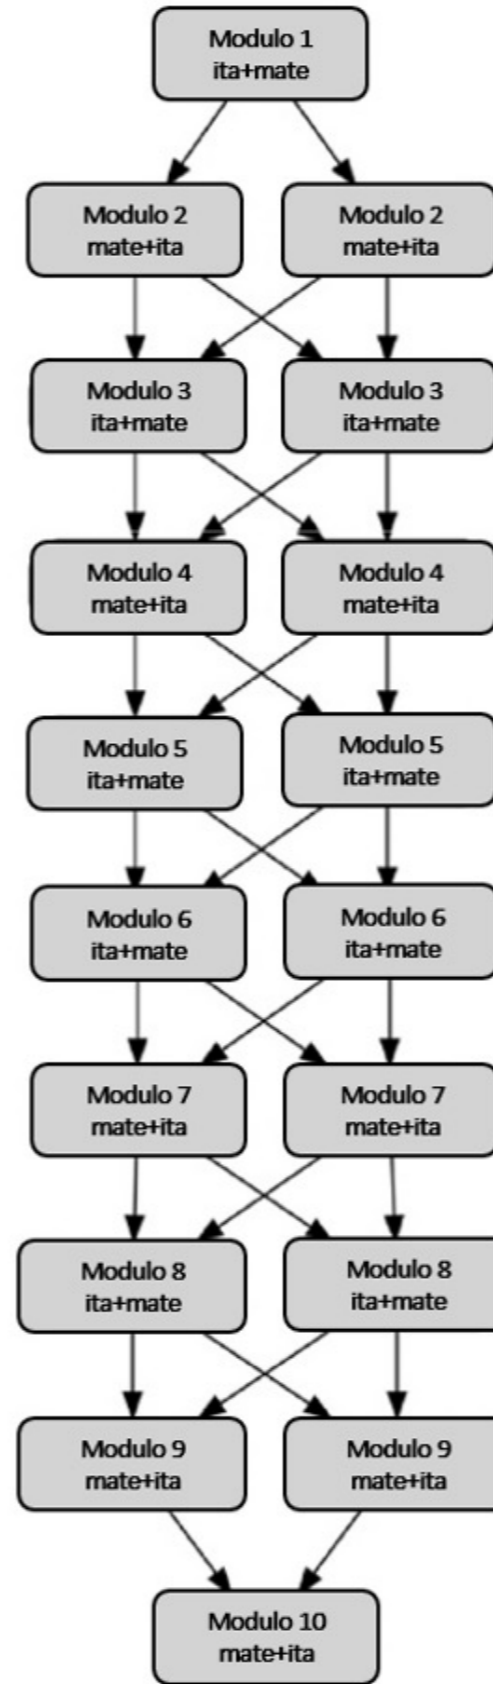 Modulo 1
ita+mate
Modulo 2
mate+ita
Modulo 2
mate+ita
Modulo 3
ita+mate
Modulo 3
ita+mate
Modulo 4
mate+ita
Modulo 4
mate+ita
Modulo 5
ita+mate
Modulo 5
ita+mate
Modulo 6
ita+mate
Modulo 6
ita+mate
Modulo 7
mate+ita
Modulo 7
mate+ita
Modulo 8
ita+mate
Modulo 8
ita+mate
Modulo 9
mate+ita
Modulo 9
mate+ita
Modulo 10
mate+ita